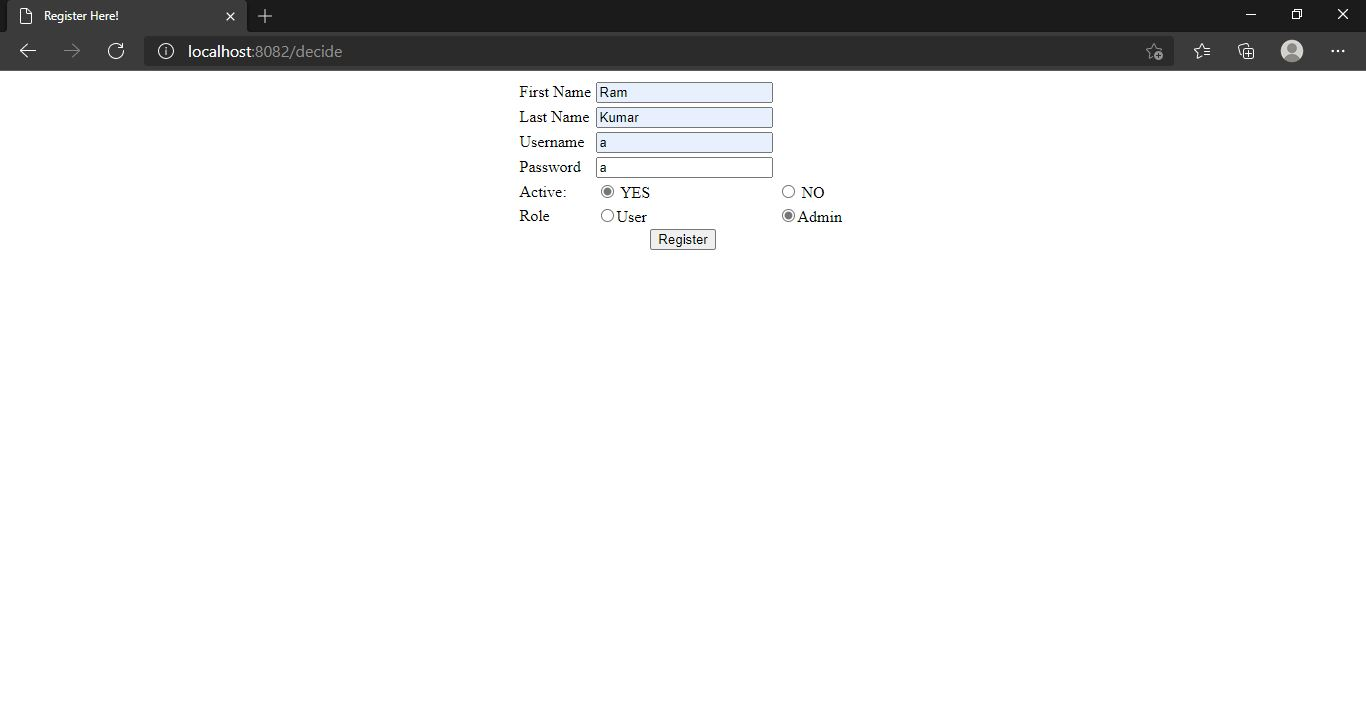 Register Here!
localhost:8082/decide
First Name Ram
Last Name Kumar
Username a
Password a
Active: YES NO
Role User Admin
Register